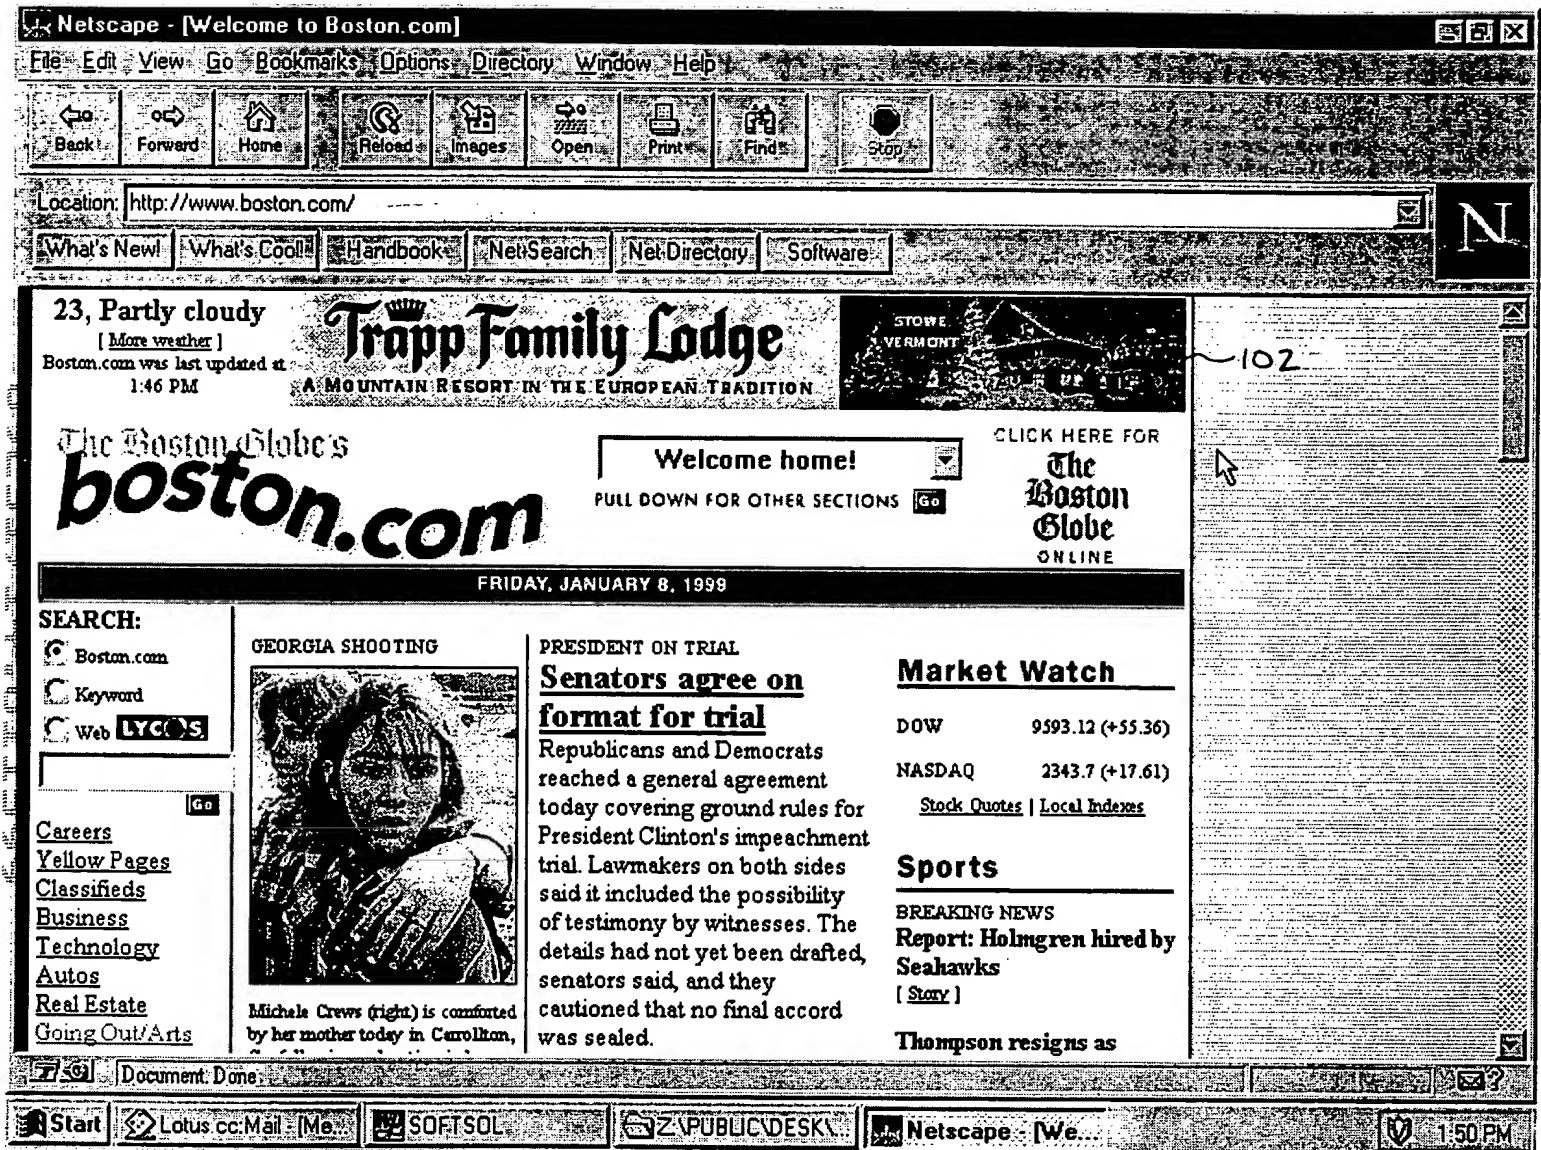 Netscape - [Welcome to Boston.com]
File Edit View Go Bookmarks Options Directory Window Help
Back Forward Home Reload Images Open Print Find Stop
Location: http://www.boston.com/
N
What's New! What's Cool! Handbook Net Search Net Directory Software
23, Partly cloudy
[ More weather ]
Boston.com was last updated at
1:46 PM
Trapp Family Lodge
A MOUNTAIN RESORT IN THE EUROPEAN TRADITION
STOWE
VERMONT
102
The Boston Globe's
boston.com
Welcome home!
PULL DOWN FOR OTHER SECTIONS Go
CLICK HERE FOR
The
Boston
Globe
ONLINE
FRIDAY, JANUARY 8, 1999
SEARCH:
Boston.com
Keyword
Web LYCOS
Go
Careers
Yellow Pages
Classifieds
Business
Technology
Autos
Real Estate
Going Out/Arts
GEORGIA SHOOTING
Michele Crews (right) is comforted
by her mother today in Carrollton,
PRESIDENT ON TRIAL
Senators agree on
format for trial
Republicans and Democrats
reached a general agreement
today covering ground rules for
President Clinton's impeachment
trial. Lawmakers on both sides
said it included the possibility
of testimony by witnesses. The
details had not yet been drafted,
senators said, and they
cautioned that no final accord
was sealed.
Market Watch
DOW 9593.12 (+55.36)
NASDAQ 2343.7 (+17.61)
Stock Quotes | Local Indexes
Sports
BREAKING NEWS
Report: Holmgren hired by
Seahawks
[ Story ]
Thompson resigns as
Document: Done
Start Lotus cc:Mail - [Me... SOFTSOL Z:\PUBLIC\DESK\... Netscape - [We... 1:50 PM